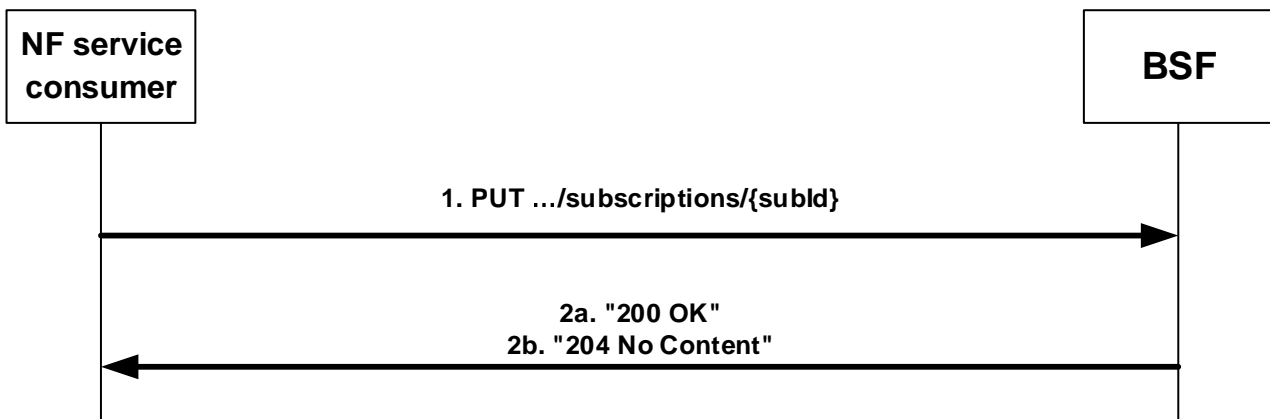 NF service
consumer
BSF
1. PUT .../subscriptions/{subId}
2a. "200 OK"
2b. "204 No Content"